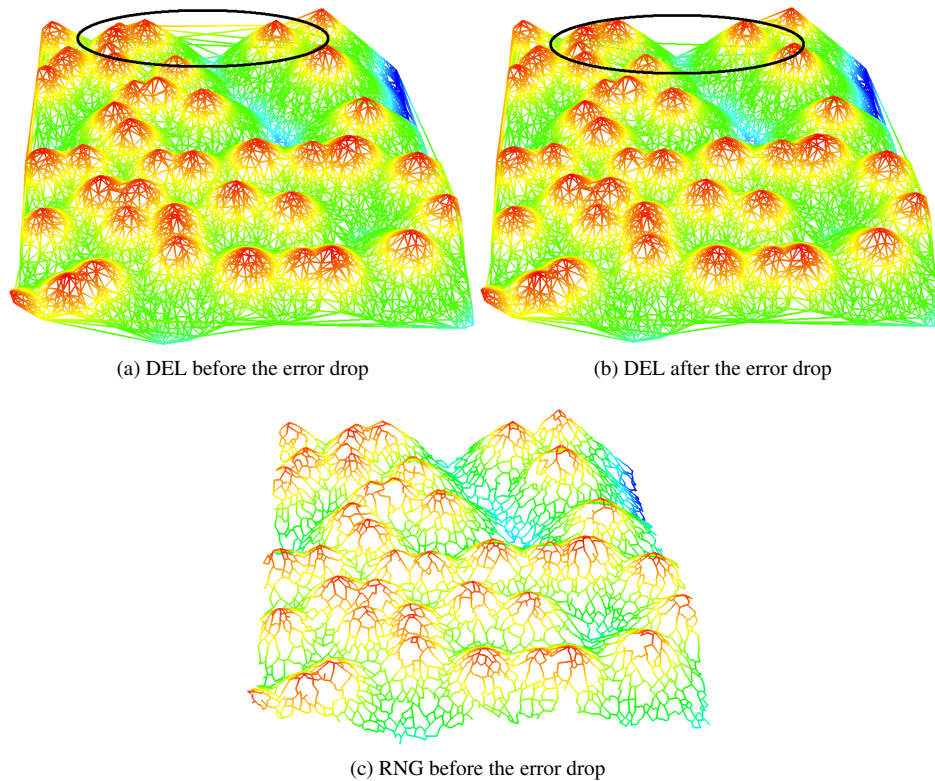 (a) DEL before the error drop
(b) DEL after the error drop
(c) RNG before the error drop